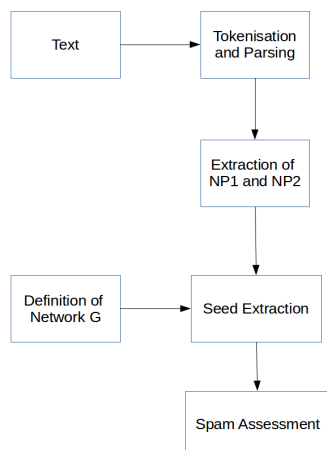 Text
Tokenisation
and Parsing
Extraction of
NP1 and NP2
Definition of
Network G
Seed Extraction
Spam Assessment